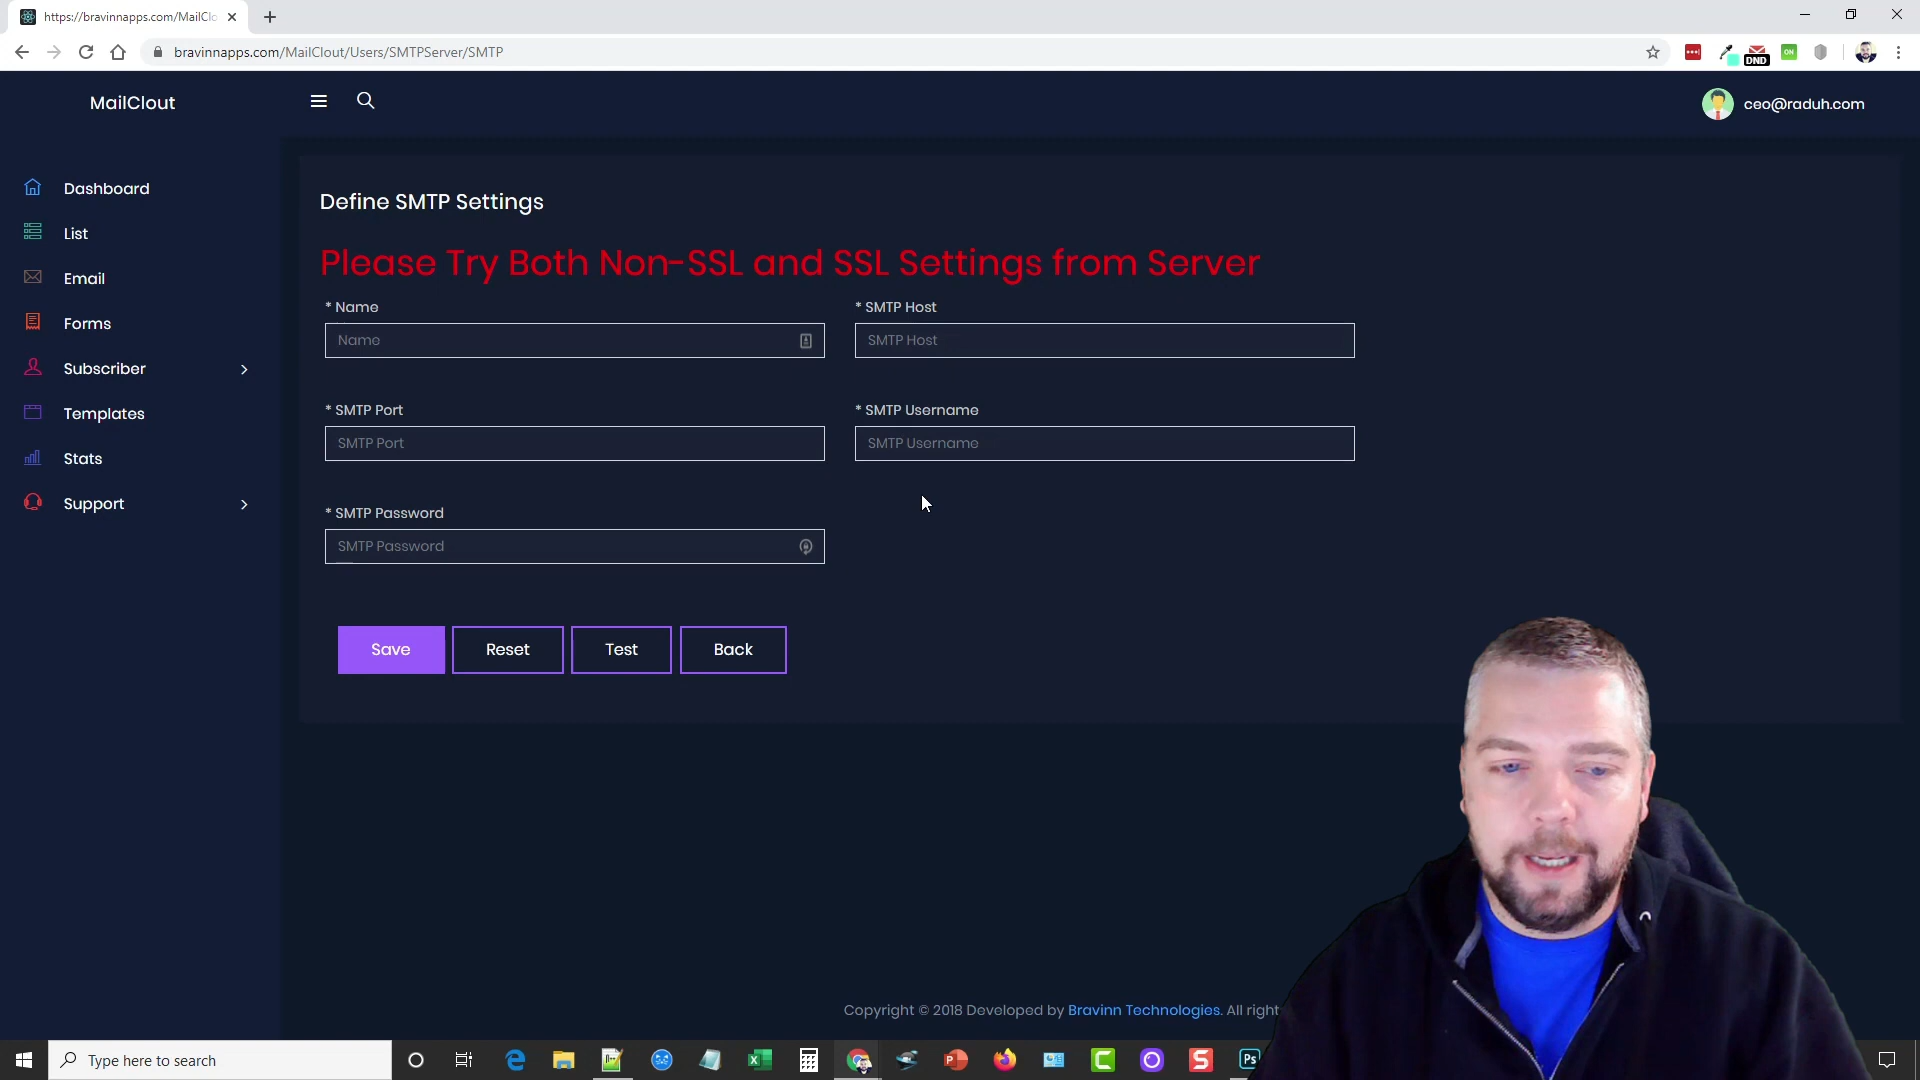 https://bravinnapps.com/MailClo
bravinnapps.com/MailClout/Users/SMTPServer/SMTP
DND
ON
MailClout
ceo@raduh.com
Dashboard
List
Email
Forms
Subscriber
Templates
Stats
Support
Define SMTP Settings
Please Try Both Non-SSL and SSL Settings from Server
* Name
* SMTP Host
Name
SMTP Host
* SMTP Port
* SMTP Username
SMTP Port
SMTP Username
* SMTP Password
SMTP Password
Save
Reset
Test
Back
Copyright © 2018 Developed by Bravinn Technologies. All right
Type here to search
Ps